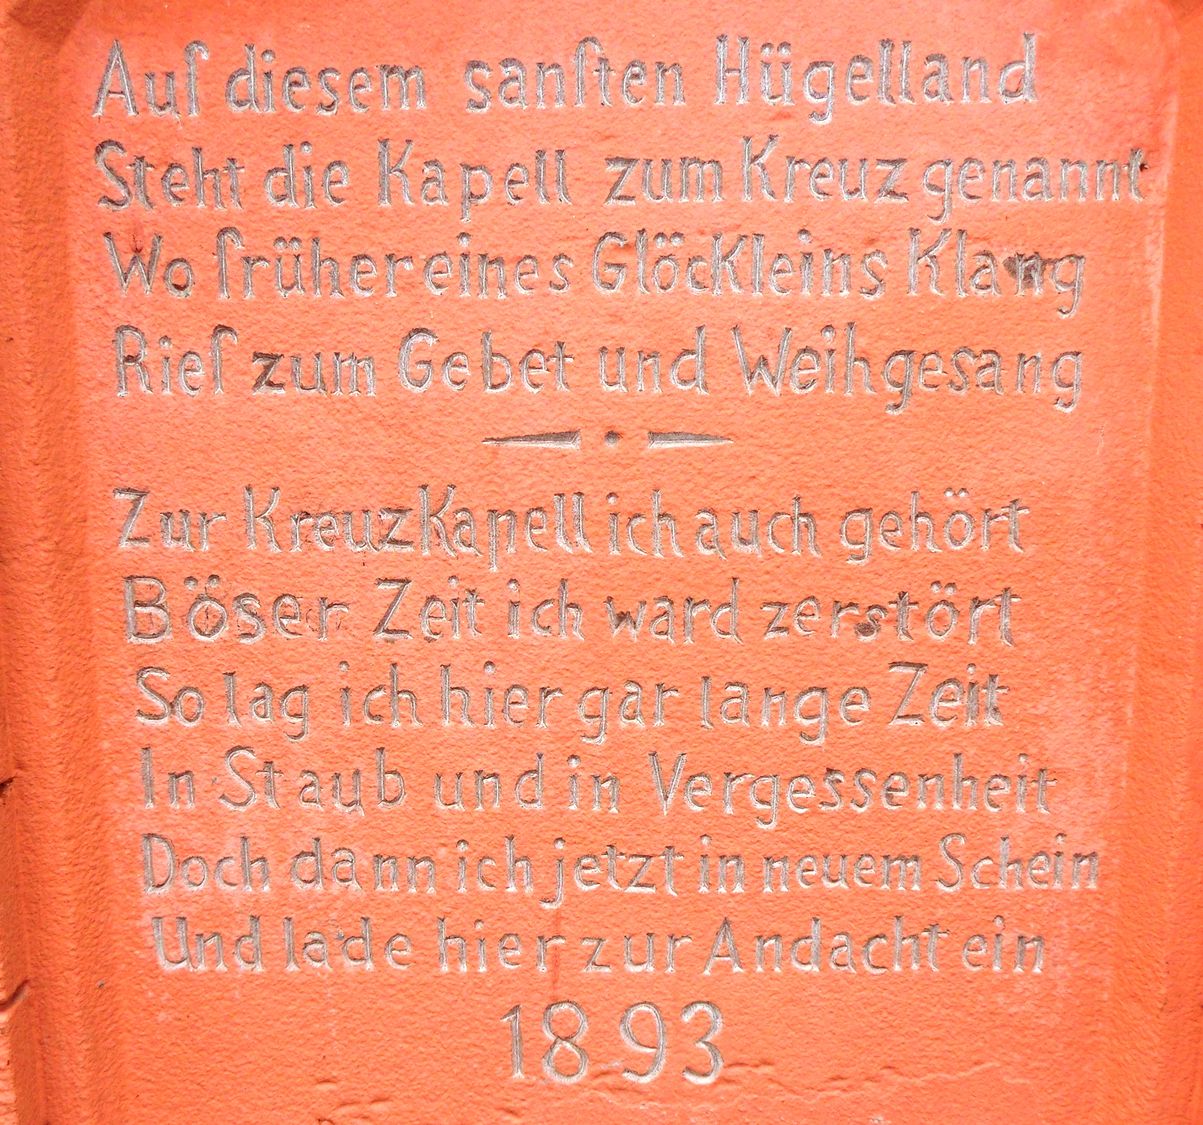 Auf diesem sanften Hügelland
Steht die Kapell zum Kreuz genannt
Wo früher eines GlöcKleins Klang
Rief zum Gebet und Weihgesang
Zur KreuzKapell ich auch gehört
Böser Zeit ich ward zerstört
So lag ich hier gar lange Zeit
In Staub und in Vergessenheit
Doch dann ich jetzt in neuem Schein
Und lade hier zur Andacht ein
1893